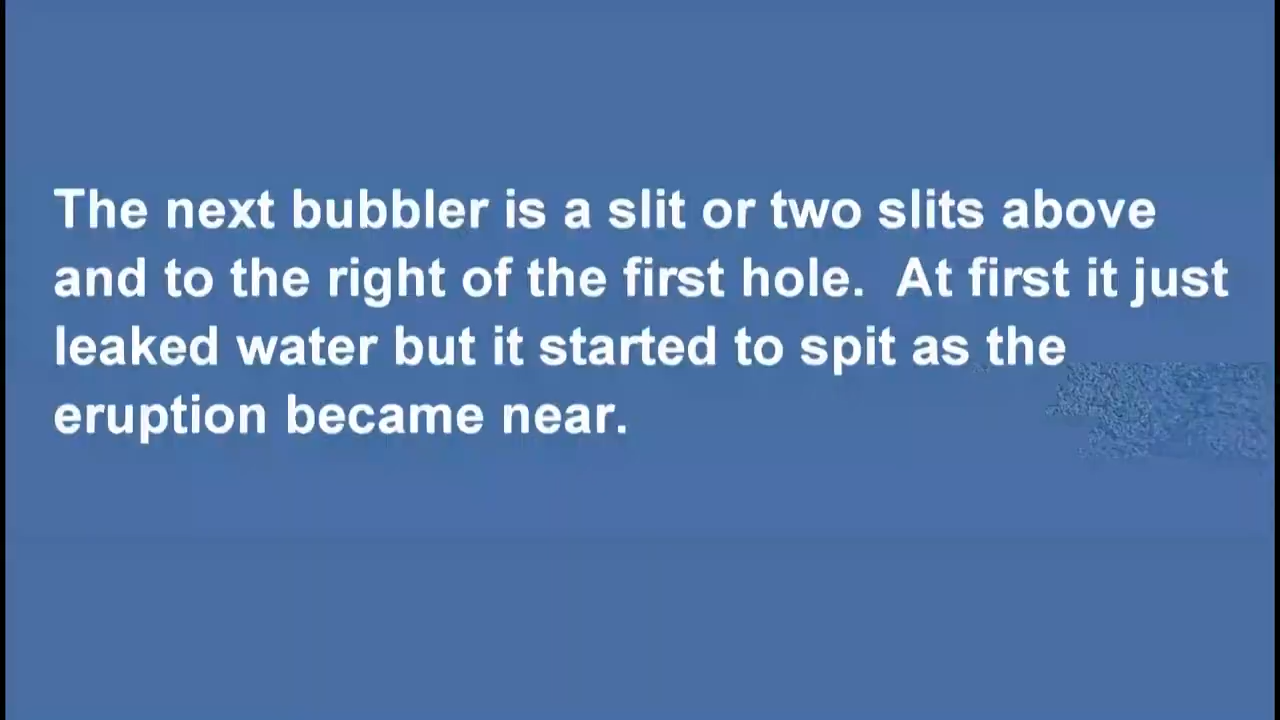 The next bubbler is a slit or two slits above
and to the right of the first hole.  At first it just
leaked water but it started to spit as the
eruption became near.